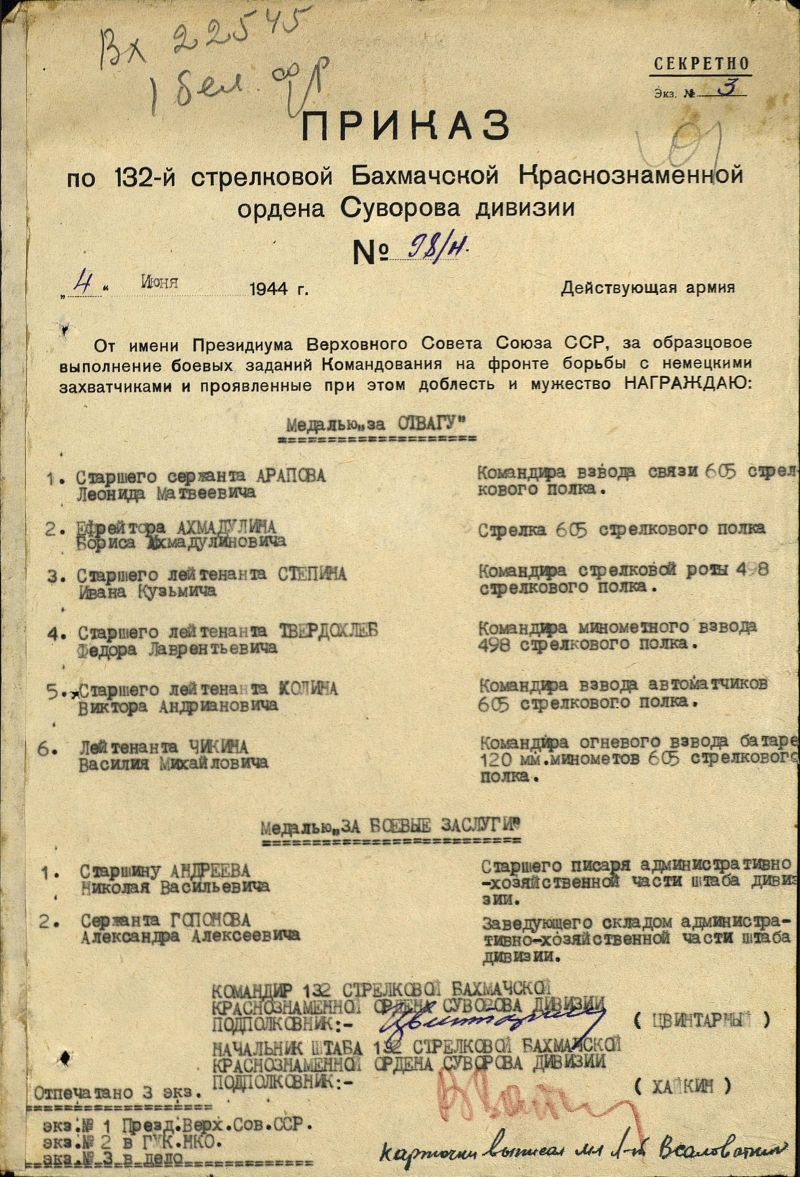 Вх 22545
1 бел. фр
СЕКРЕТНО
Экз. № 3
ПРИКАЗ
по 132-й стрелковой Бахмачской Краснознаменной
ордена Суворова дивизии
№ 98/н.
„4“ Июня 1944 г. Действующая армия
От имени Президиума Верховного Совета Союза ССР, за образцовое
выполнение боевых заданий Командования на фронте борьбы с немецкими
захватчиками и проявленные при этом доблесть и мужество НАГРАЖДАЮ:
Медалью„за ОТВАГУ"
1. Старшего сержанта АРАПОВА Командира взвода связи 605 стрел-
Леонида Матвеевича кового полка.
2. Ефрейтора АХМАДУЛИНА Стрелка 605 стрелкового полка
Бориса Ахмадулиновича
3. Старшего лейтенанта СТЕПИНА Командира стрелковой роты 498
Ивана Кузьмича стрелкового полка.
4. Старшего лейтенанта ТВЕРДОХЛЕБ Командира минометного взвода
Федора Лаврентьевича 498 стрелкового полка.
5. Старшего лейтенанта КОЛИНА Командира взвода автоматчиков
Виктора Андриановича 605 стрелкового полка.
6. Лейтенанта ЧИКИНА Командира огневого взвода батаре
Василия Михайловича 120 мм.минометов 605 стрелкового
полка.
Медалью„ЗА БОЕВЫЕ ЗАСЛУГИ"
1. Старшину АНДРЕЕВА Старшего писаря административно
Николая Васильевича -хозяйственной части штаба диви
зии.
2. Сержанта ГАПОНОВА Заведующего складом администра-
Александра Алексеевича тивно-хозяйственной части штаба
дивизии.
КОМАНДИР 132 СТРЕЛКОВОЙ БАХМАЧСКОЙ
КРАСНОЗНАМЕННОЙ ОРДЕНА СУВОРОВА ДИВИЗИИ
ПОДПОЛКОВНИК:- ( ЦВИНТАРНЫЙ )
НАЧАЛЬНИК ШТАБА 132 СТРЕЛКОВОЙ БАХМАЧСКОЙ
КРАСНОЗНАМЕННОЙ ОРДЕНА СУВОРОВА ДИВИЗИИ
ПОДПОЛКОВНИК:- ( ХАЙКИН )
Отпечатано 3 экз.
экз.№ 1 През.Верх.Сов.ССР.
экз.№ 2 в ГУК.НКО.
экз.№ 3 в дело
карточки выписал мл л-т